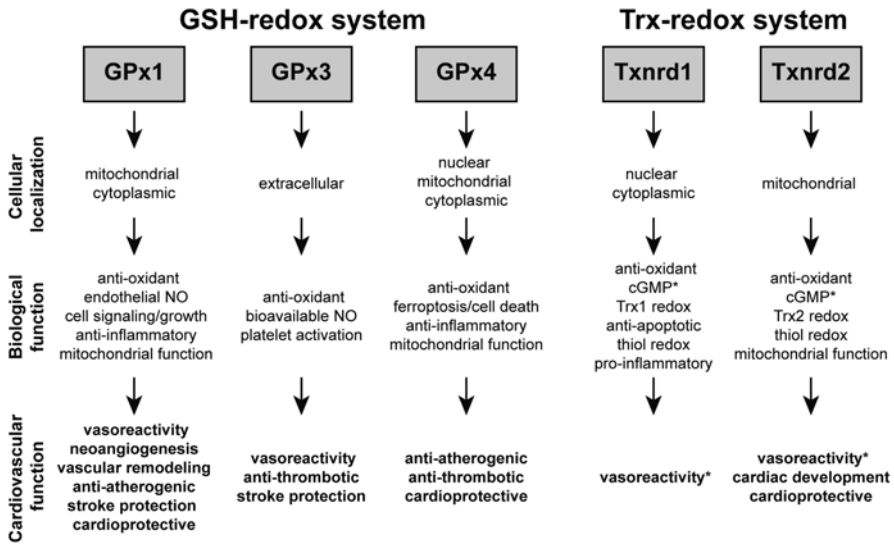 GSH-redox system
Trx-redox system
GPx1
GPx3
GPx4
Txnrd1
Txnrd2
Cellular
localization
mitochondrial
cytoplasmic
extracellular
nuclear
mitochondrial
cytoplasmic
nuclear
cytoplasmic
mitochondrial
Biological
function
anti-oxidant
endothelial NO
cell signaling/growth
anti-inflammatory
mitochondrial function
anti-oxidant
bioavailable NO
platelet activation
anti-oxidant
ferroptosis/cell death
anti-inflammatory
mitochondrial function
anti-oxidant
cGMP*
Trx1 redox
anti-apoptotic
thiol redox
pro-inflammatory
anti-oxidant
cGMP*
Trx2 redox
thiol redox
mitochondrial function
Cardiovascular
function
vasoreactivity
neoangiogenesis
vascular remodeling
anti-atherogenic
stroke protection
cardioprotective
vasoreactivity
anti-thrombotic
stroke protection
anti-atherogenic
anti-thrombotic
cardioprotective
vasoreactivity*
vasoreactivity*
cardiac development
cardioprotective